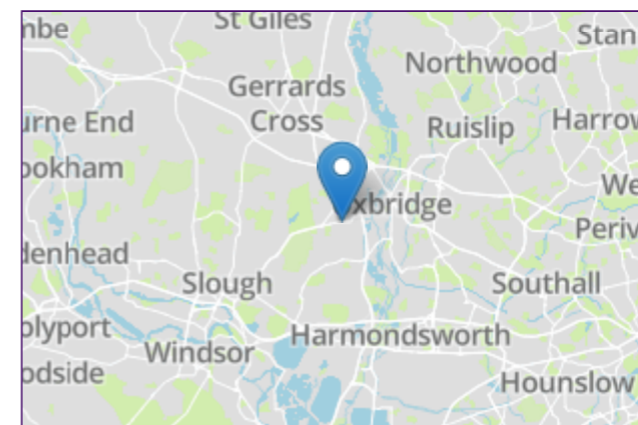 St Giles
nbe
Stan
Northwood
Gerrards
Cross
urne End
Ruislip
Harrow
ookham
We
xbridge
Periv
denhead
Slough
Southall
olyport
Harmondsworth
Windsor
odside
Hounslow